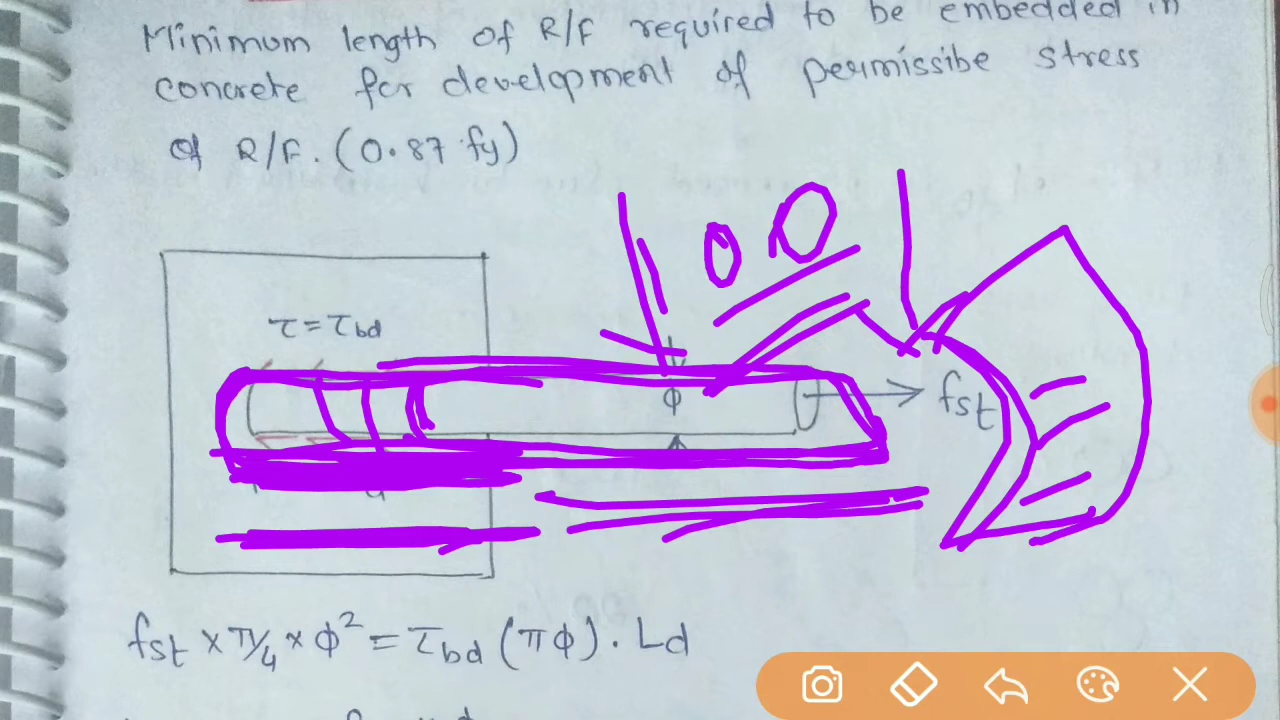 Minimum length of R/F required to be embedded in
concrete for development of permissibe stress
of R/F. (0.87 fy)
00
τ = τbd
ϕ
fst
fst × π/4 × ϕ² = τbd (πϕ) . Ld